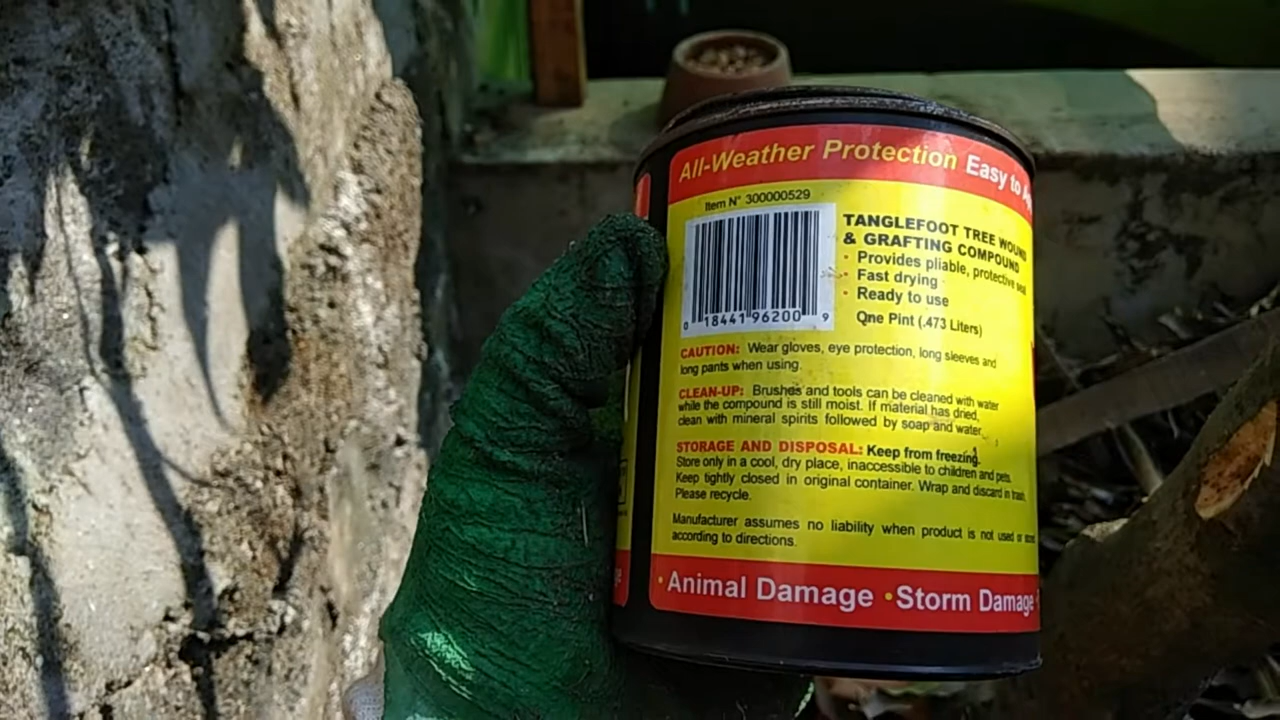 All-Weather Protection Easy to
Item N° 300000529
0 18441 96200 9
TANGLEFOOT TREE WOUND
& GRAFTING COMPOUND
• Provides pliable, protective seal
• Fast drying
• Ready to use
One Pint (.473 Liters)
CAUTION: Wear gloves, eye protection, long sleeves and
long pants when using.
CLEAN-UP: Brushes and tools can be cleaned with water
while the compound is still moist. If material has dried,
clean with mineral spirits followed by soap and water.
STORAGE AND DISPOSAL: Keep from freezing.
Store only in a cool, dry place, inaccessible to children and pets.
Keep tightly closed in original container. Wrap and discard in trash.
Please recycle.
Manufacturer assumes no liability when product is not used or stored
according to directions.
• Animal Damage • Storm Damage